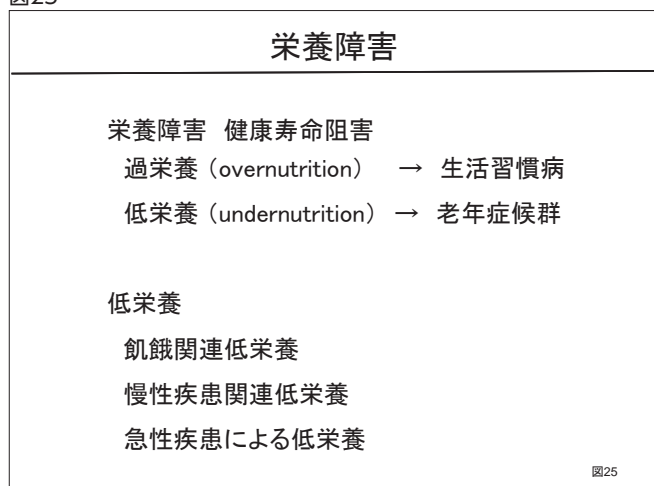 図25
栄養障害
栄養障害 健康寿命阻害
過栄養（overnutrition） → 生活習慣病
低栄養（undernutrition）→ 老年症候群
低栄養
飢餓関連低栄養
慢性疾患関連低栄養
急性疾患による低栄養
図25